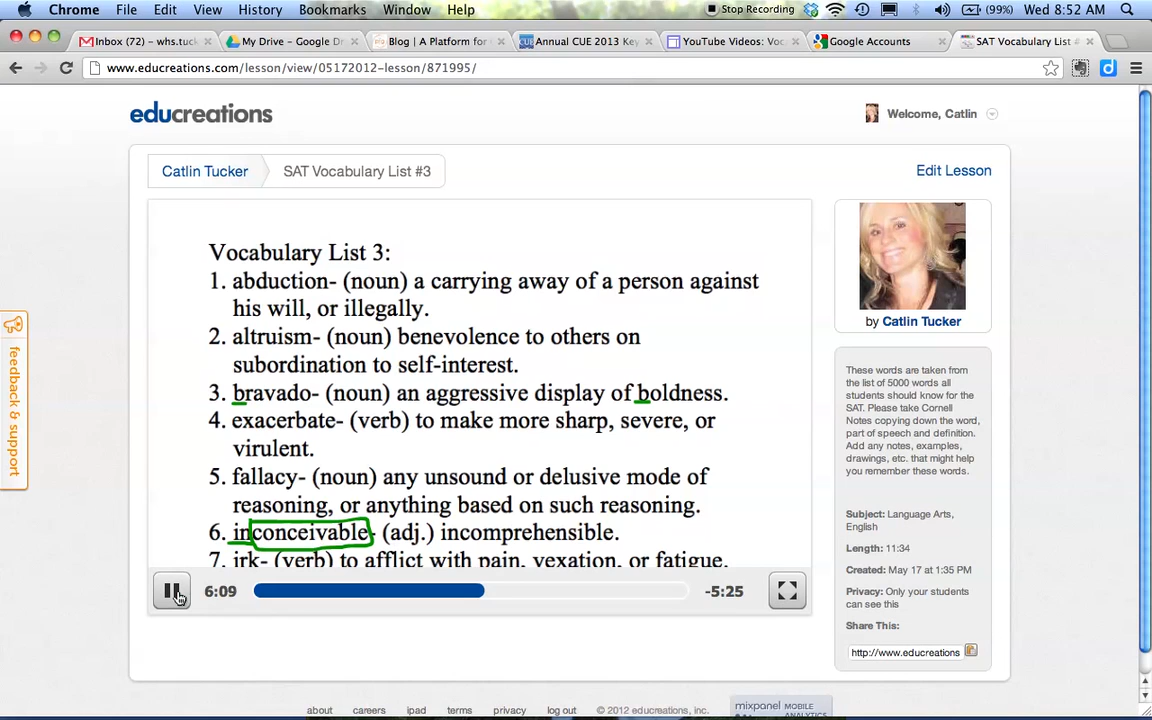 Chrome File Edit View History Bookmarks Window Help Stop Recording (99%) Wed 8:52 AM
Inbox (72) - whs.tuck My Drive - Google Dr Blog | A Platform for Annual CUE 2013 Key YouTube Videos: Voc Google Accounts SAT Vocabulary List #
www.educreations.com/lesson/view/05172012-lesson/871995/
educreations Welcome, Catlin
Catlin Tucker SAT Vocabulary List #3 Edit Lesson
Vocabulary List 3:
1. abduction- (noun) a carrying away of a person against
his will, or illegally.
2. altruism- (noun) benevolence to others on
subordination to self-interest.
3. bravado- (noun) an aggressive display of boldness.
4. exacerbate- (verb) to make more sharp, severe, or
virulent.
5. fallacy- (noun) any unsound or delusive mode of
reasoning, or anything based on such reasoning.
6. inconceivable- (adj.) incomprehensible.
7. irk- (verb) to afflict with pain, vexation, or fatigue.
6:09 -5:25
by Catlin Tucker
These words are taken from
the list of 5000 words all
students should know for the
SAT. Please take Cornell
Notes copying down the word,
part of speech and definition.
Add any notes, examples,
drawings, etc. that might help
you remember these words.
Subject: Language Arts,
English
Length: 11:34
Created: May 17 at 1:35 PM
Privacy: Only your students
can see this
Share This:
http://www.educreations
feedback & support
about careers ipad terms privacy log out © 2012 educreations, inc. mixpanel MOBILE
ANALYTICS